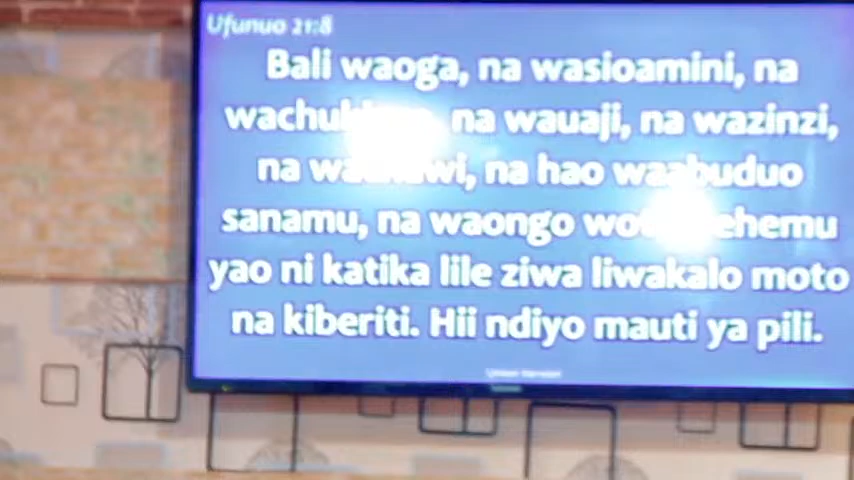 Ufunuo 21:8
Bali waoga, na wasioamini, na
na wauaji, na wazinzi,
na hao waabuduo
sanamu, na waongo
yao ni katika lile ziwa liwakalo moto
na kiberiti. Hii ndiyo mauti ya pili.